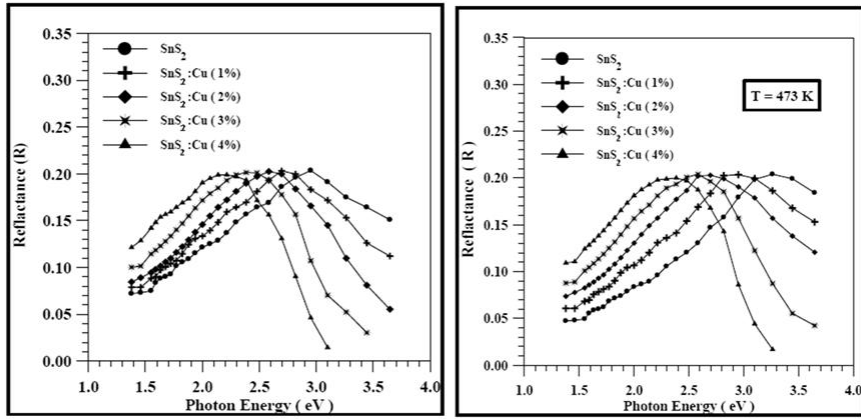 0.35
0.30
0.25
0.20
0.15
0.10
0.05
0.00
Reflectance (R)
SnS2
SnS2:Cu ( 1%)
SnS2:Cu ( 2%)
SnS2:Cu ( 3%)
SnS2:Cu ( 4%)
1.0 1.5 2.0 2.5 3.0 3.5 4.0
Photon Energy ( eV )
0.35
0.30
0.25
0.20
0.15
0.10
0.05
0.00
Reflectance ( R )
SnS2
SnS2:Cu ( 1%)
SnS2:Cu ( 2%)
SnS2:Cu ( 3%)
SnS2:Cu ( 4%)
T = 473 K
1.0 1.5 2.0 2.5 3.0 3.5 4.0
Photon Energy ( eV )